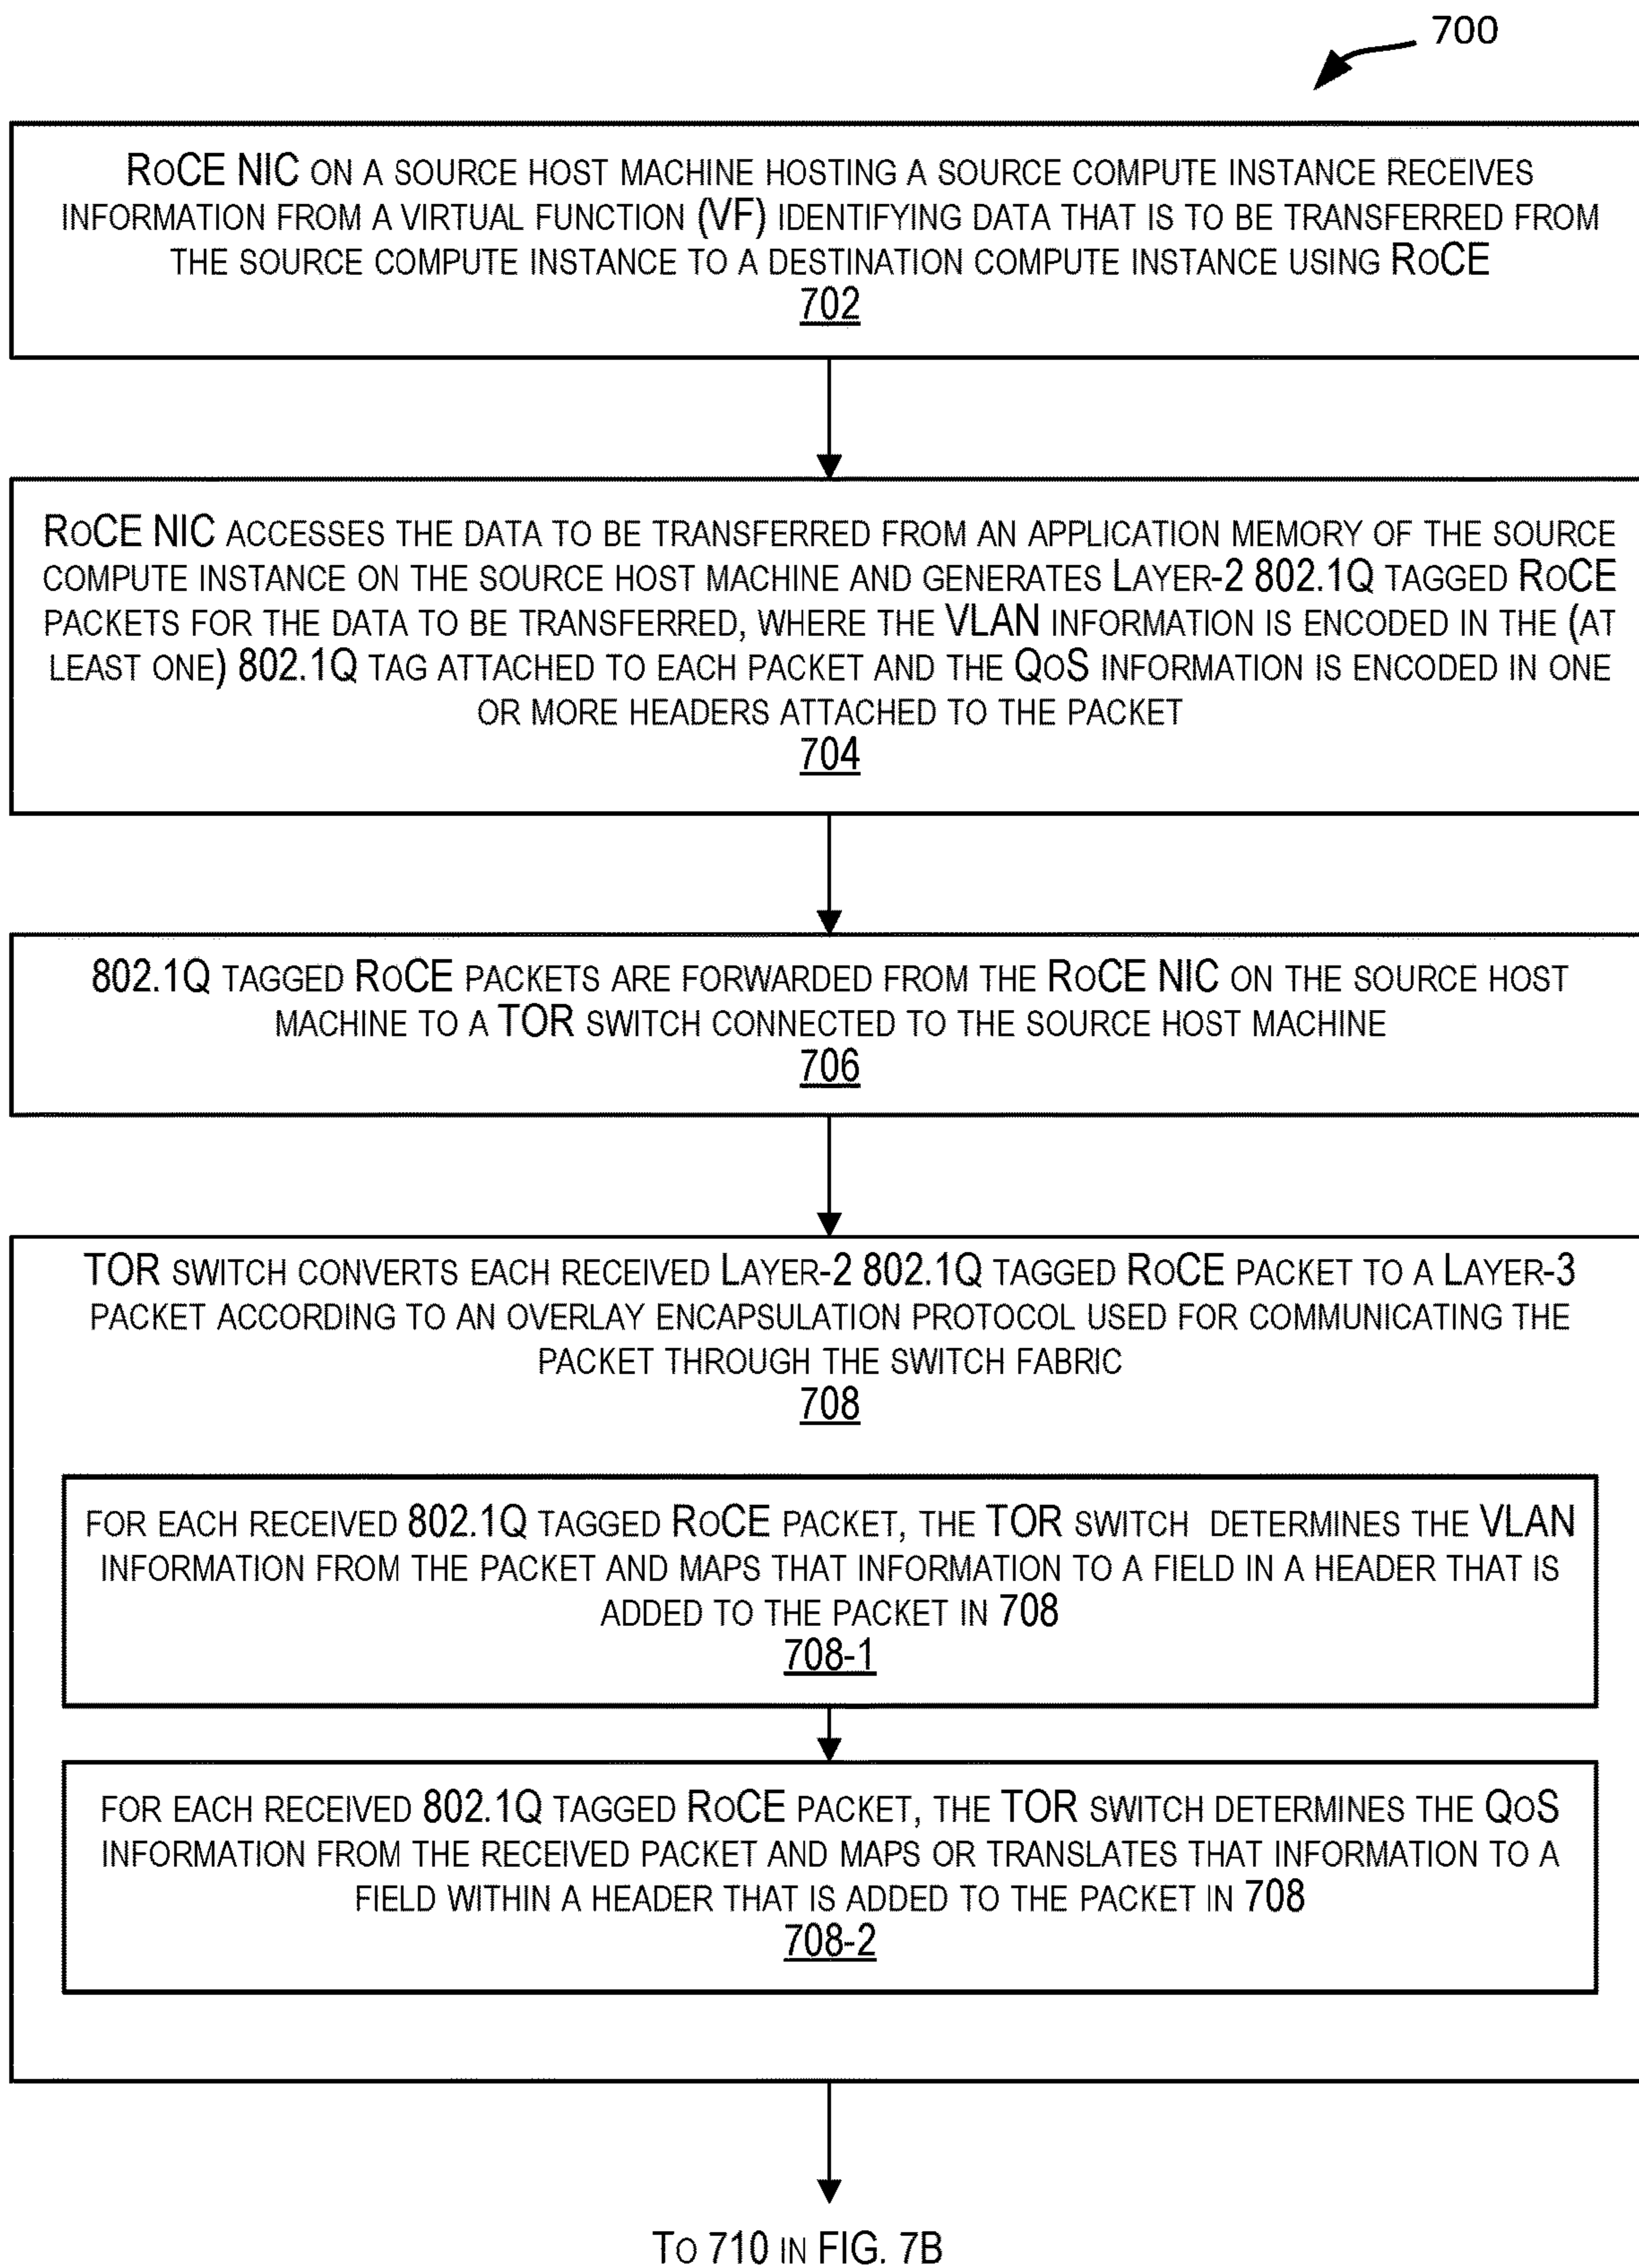 700
RoCE NIC ON A SOURCE HOST MACHINE HOSTING A SOURCE COMPUTE INSTANCE RECEIVES
INFORMATION FROM A VIRTUAL FUNCTION (VF) IDENTIFYING DATA THAT IS TO BE TRANSFERRED FROM
THE SOURCE COMPUTE INSTANCE TO A DESTINATION COMPUTE INSTANCE USING RoCE
702
RoCE NIC ACCESSES THE DATA TO BE TRANSFERRED FROM AN APPLICATION MEMORY OF THE SOURCE
COMPUTE INSTANCE ON THE SOURCE HOST MACHINE AND GENERATES LAYER-2 802.1Q TAGGED RoCE
PACKETS FOR THE DATA TO BE TRANSFERRED, WHERE THE VLAN INFORMATION IS ENCODED IN THE (AT
LEAST ONE) 802.1Q TAG ATTACHED TO EACH PACKET AND THE QoS INFORMATION IS ENCODED IN ONE
OR MORE HEADERS ATTACHED TO THE PACKET
704
802.1Q TAGGED RoCE PACKETS ARE FORWARDED FROM THE RoCE NIC ON THE SOURCE HOST
MACHINE TO A TOR SWITCH CONNECTED TO THE SOURCE HOST MACHINE
706
TOR SWITCH CONVERTS EACH RECEIVED LAYER-2 802.1Q TAGGED RoCE PACKET TO A LAYER-3
PACKET ACCORDING TO AN OVERLAY ENCAPSULATION PROTOCOL USED FOR COMMUNICATING THE
PACKET THROUGH THE SWITCH FABRIC
708
FOR EACH RECEIVED 802.1Q TAGGED RoCE PACKET, THE TOR SWITCH DETERMINES THE VLAN
INFORMATION FROM THE PACKET AND MAPS THAT INFORMATION TO A FIELD IN A HEADER THAT IS
ADDED TO THE PACKET IN 708
708-1
FOR EACH RECEIVED 802.1Q TAGGED RoCE PACKET, THE TOR SWITCH DETERMINES THE QoS
INFORMATION FROM THE RECEIVED PACKET AND MAPS OR TRANSLATES THAT INFORMATION TO A
FIELD WITHIN A HEADER THAT IS ADDED TO THE PACKET IN 708
708-2
TO 710 IN FIG. 7B